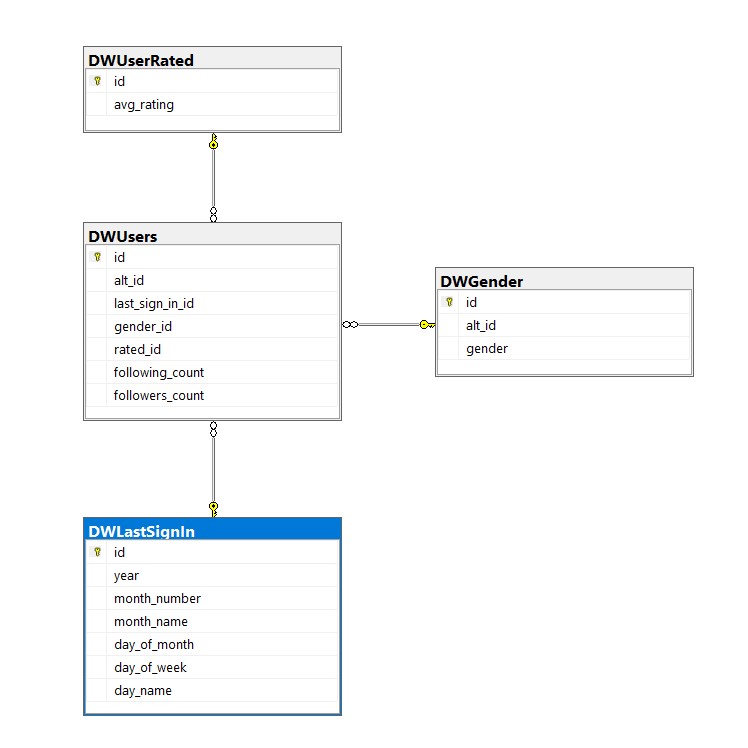 DWUserRated
id
avg_rating
DWUsers
id
alt_id
last_sign_in_id
gender_id
rated_id
following_count
followers_count
DWGender
id
alt_id
gender
DWLastSignIn
id
year
month_number
month_name
day_of_month
day_of_week
day_name